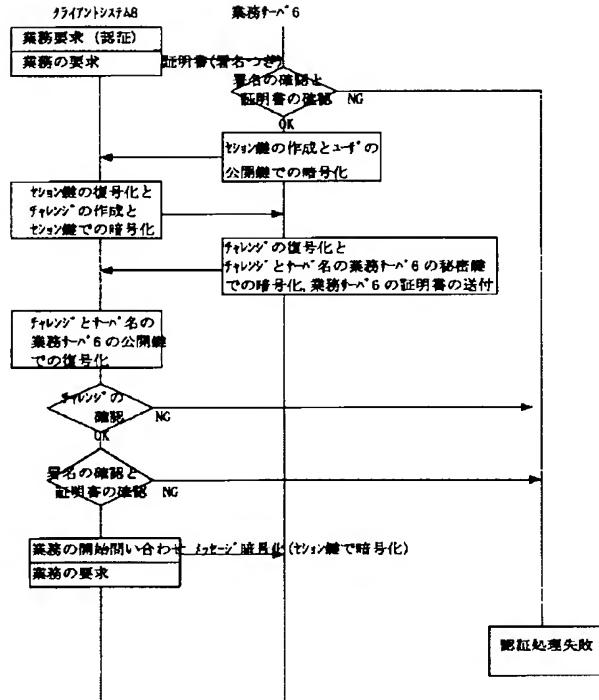 クライアントシステム8
業務サーバ6
業務要求 (認証)
業務の要求
証明書(署名つき)
署名の確認と
証明書の確認
NG
OK
セション鍵の作成とユーザの
公開鍵での暗号化
セション鍵の復号化と
チャレンジの作成と
セション鍵での暗号化
チャレンジの復号化と
チャレンジとサーバ名の業務サーバ6の秘密鍵
での暗号化,業務サーバ6の証明書の送付
チャレンジとサーバ名の
業務サーバ6の公開鍵
での復号化
チャレンジの
確認
NG
OK
署名の確認と
証明書の確認
NG
業務の開始問い合わせ
メッセージ暗号化(セション鍵で暗号化)
業務の要求
認証処理失敗